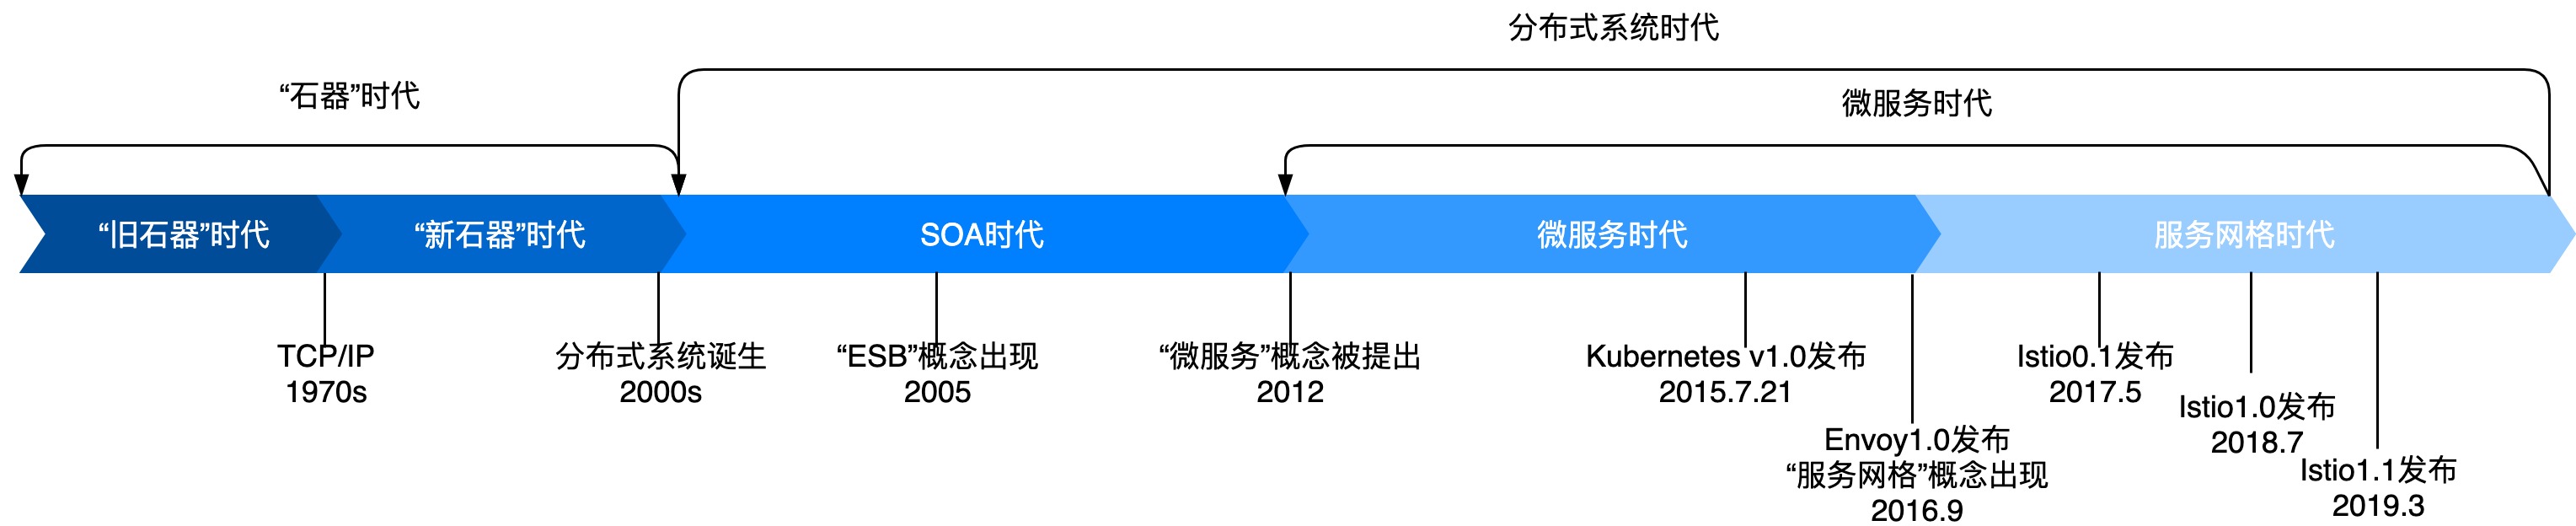 分布式系统时代
“石器”时代
微服务时代
“旧石器”时代
“新石器”时代
SOA时代
微服务时代
服务网格时代
TCP/IP
1970s
分布式系统诞生
2000s
“ESB”概念出现
2005
“微服务”概念被提出
2012
Kubernetes v1.0发布
2015.7.21
Envoy1.0发布
“服务网格”概念出现
2016.9
Istio0.1发布
2017.5
Istio1.0发布
2018.7
Istio1.1发布
2019.3